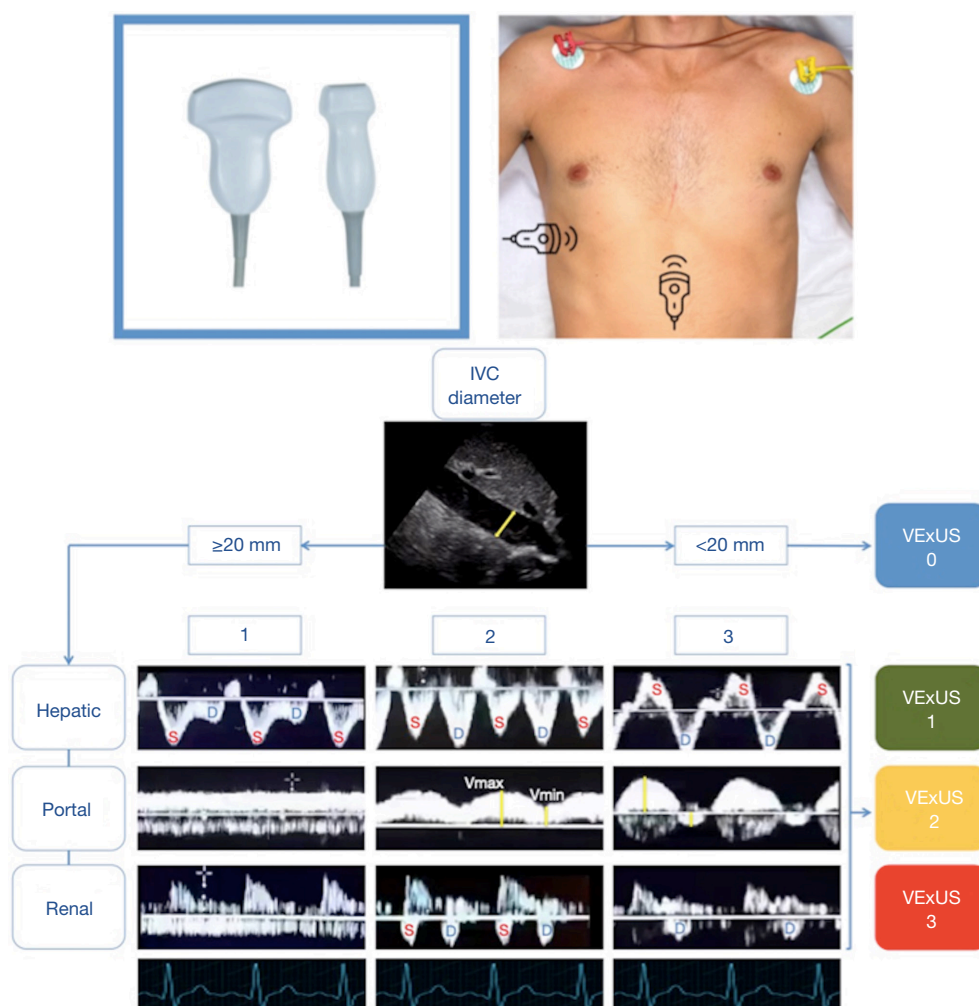 IVC
diameter
≥20 mm
<20 mm
VExUS
0
1
2
3
Hepatic
S
D
S
D
S
S
D
S
D
S
S
D
S
D
S
VExUS
1
Portal
Vmax
Vmin
VExUS
2
Renal
S
D
S
D
D
D
VExUS
3